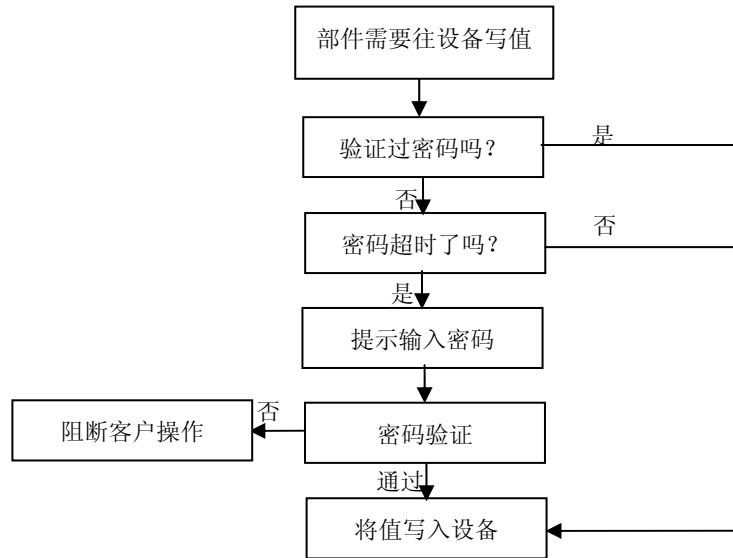 部件需要往设备写值
验证过密码吗？
是
否
密码超时了吗？
否
是
提示输入密码
阻断客户操作
否
密码验证
通过
将值写入设备